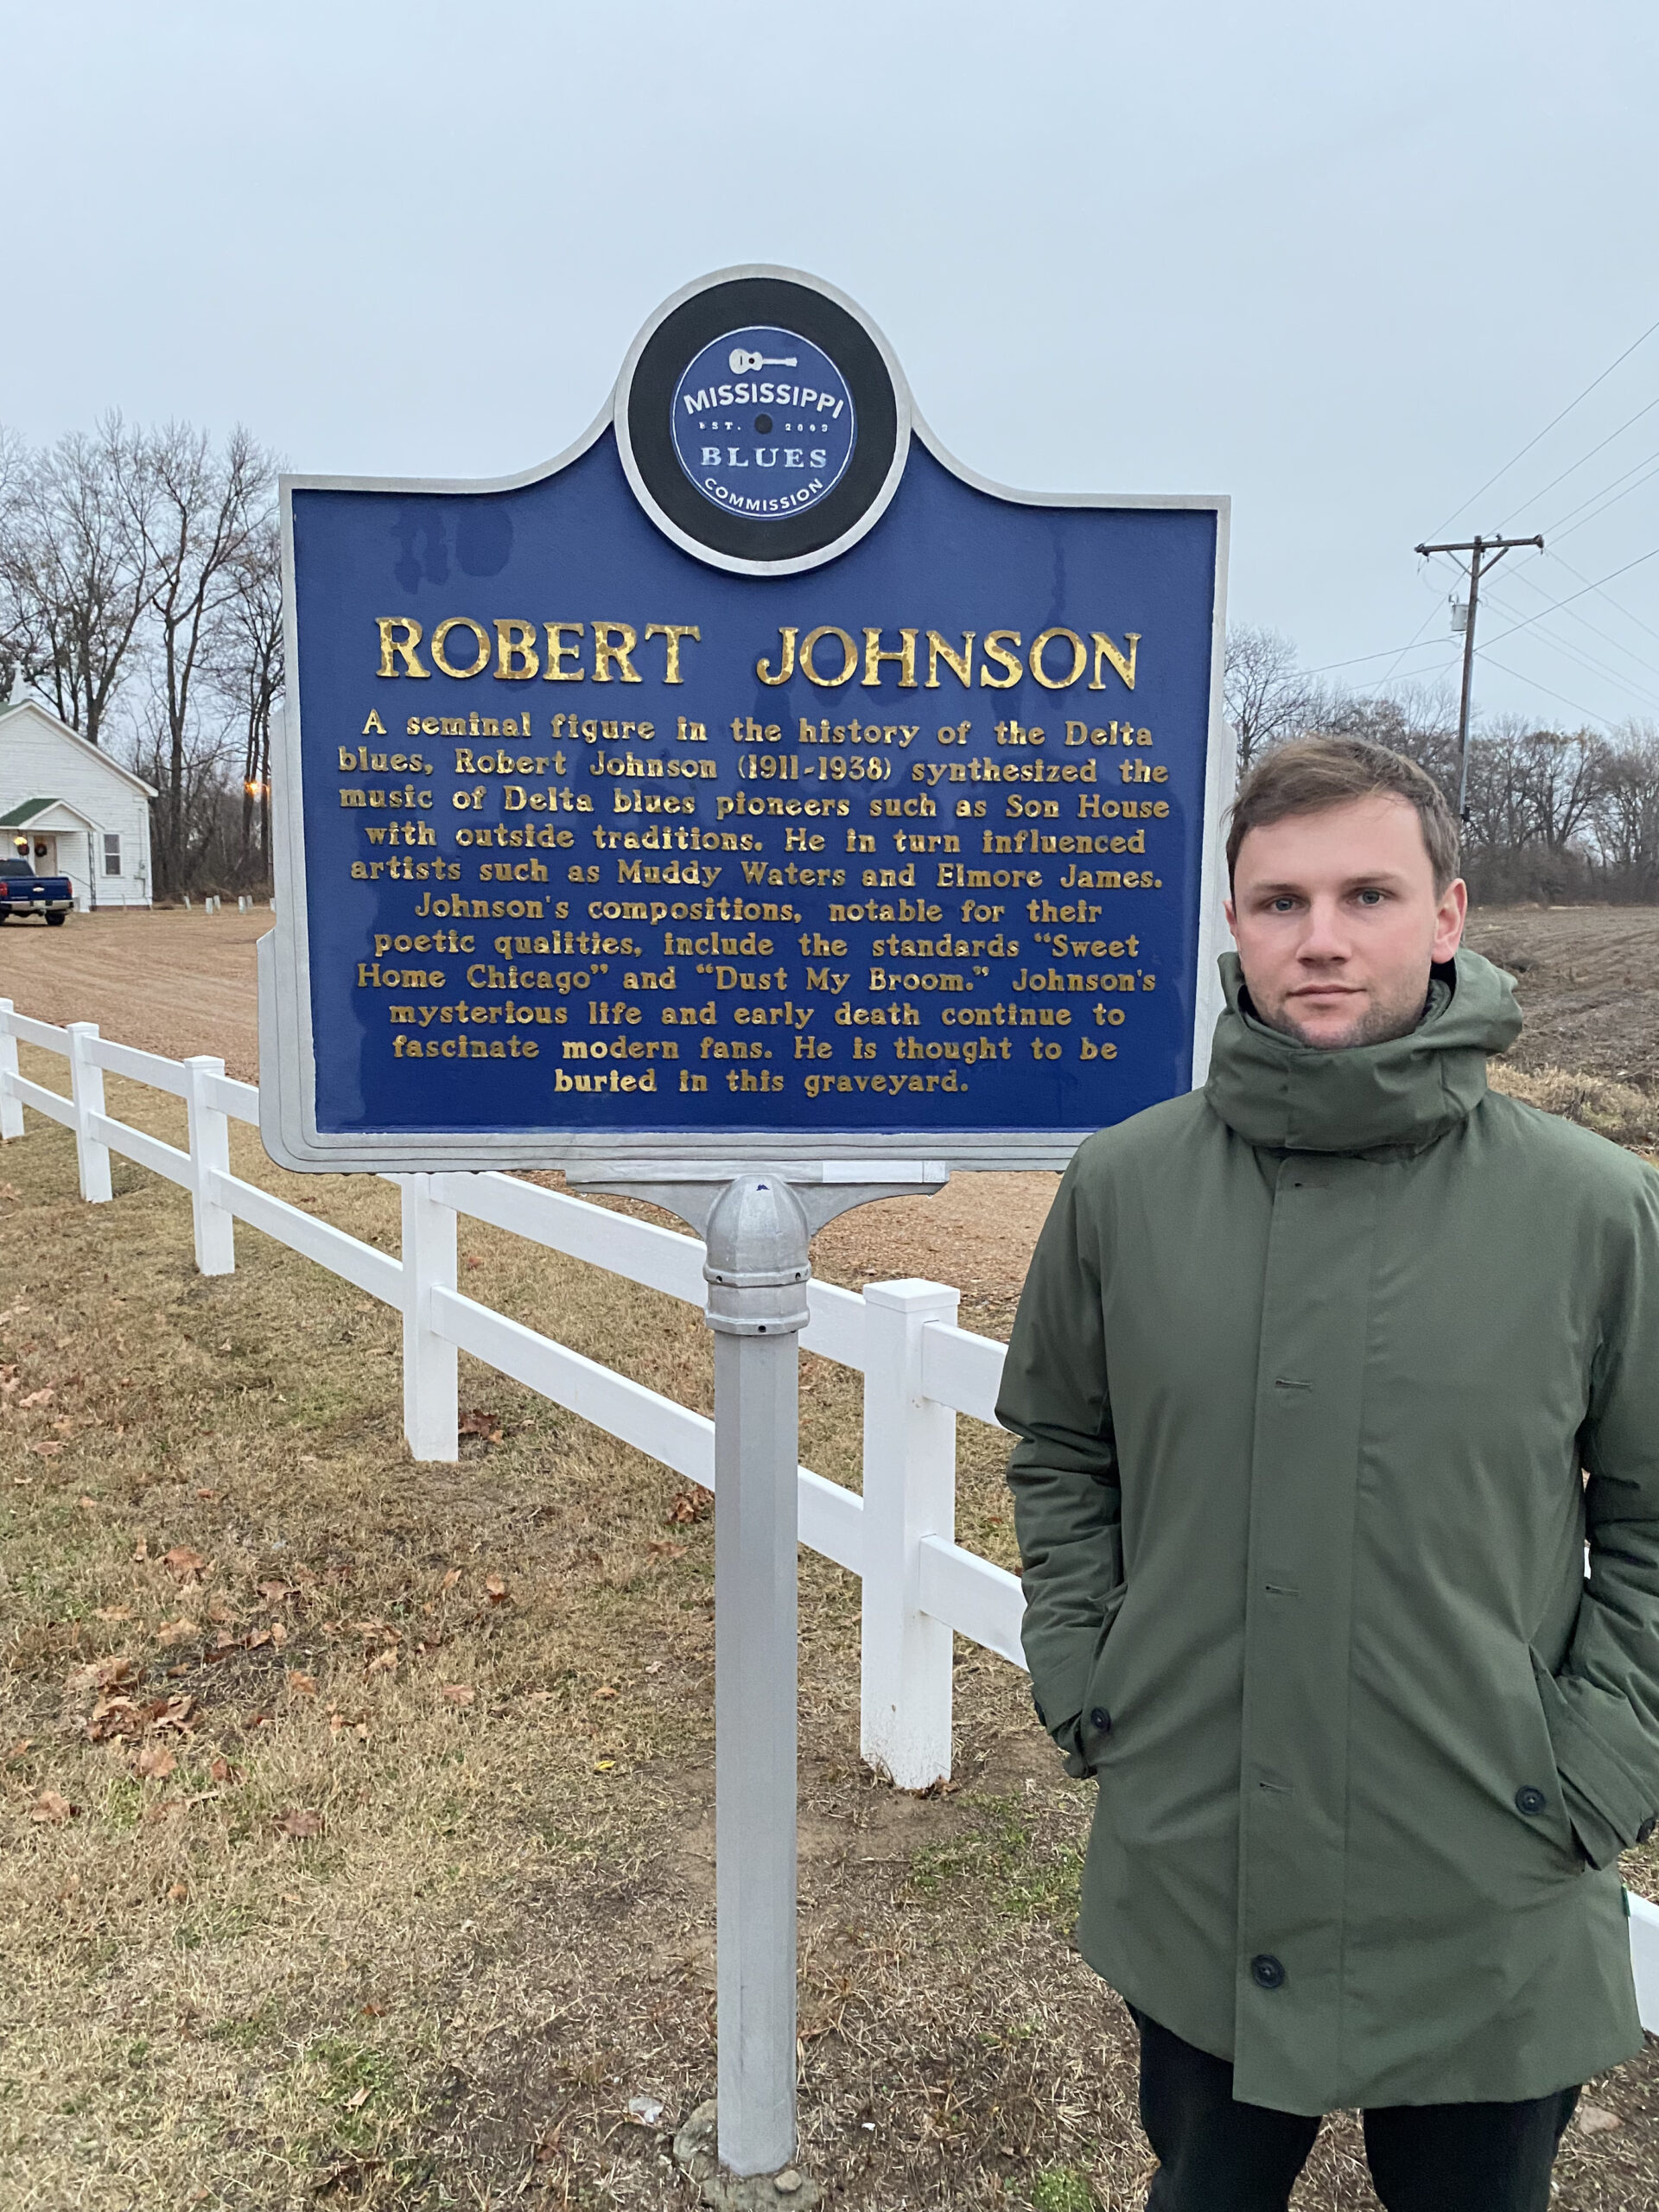 MISSISSIPPI
EST. 2003
BLUES
COMMISSION
ROBERT JOHNSON
A seminal figure in the history of the Delta
blues, Robert Johnson (1911-1938) synthesized the
music of Delta blues pioneers such as Son House
with outside traditions. He in turn influenced
artists such as Muddy Waters and Elmore James.
Johnson's compositions, notable for their
poetic qualities, include the standards "Sweet
Home Chicago" and "Dust My Broom." Johnson's
mysterious life and early death continue to
fascinate modern fans. He is thought to be
buried in this graveyard.